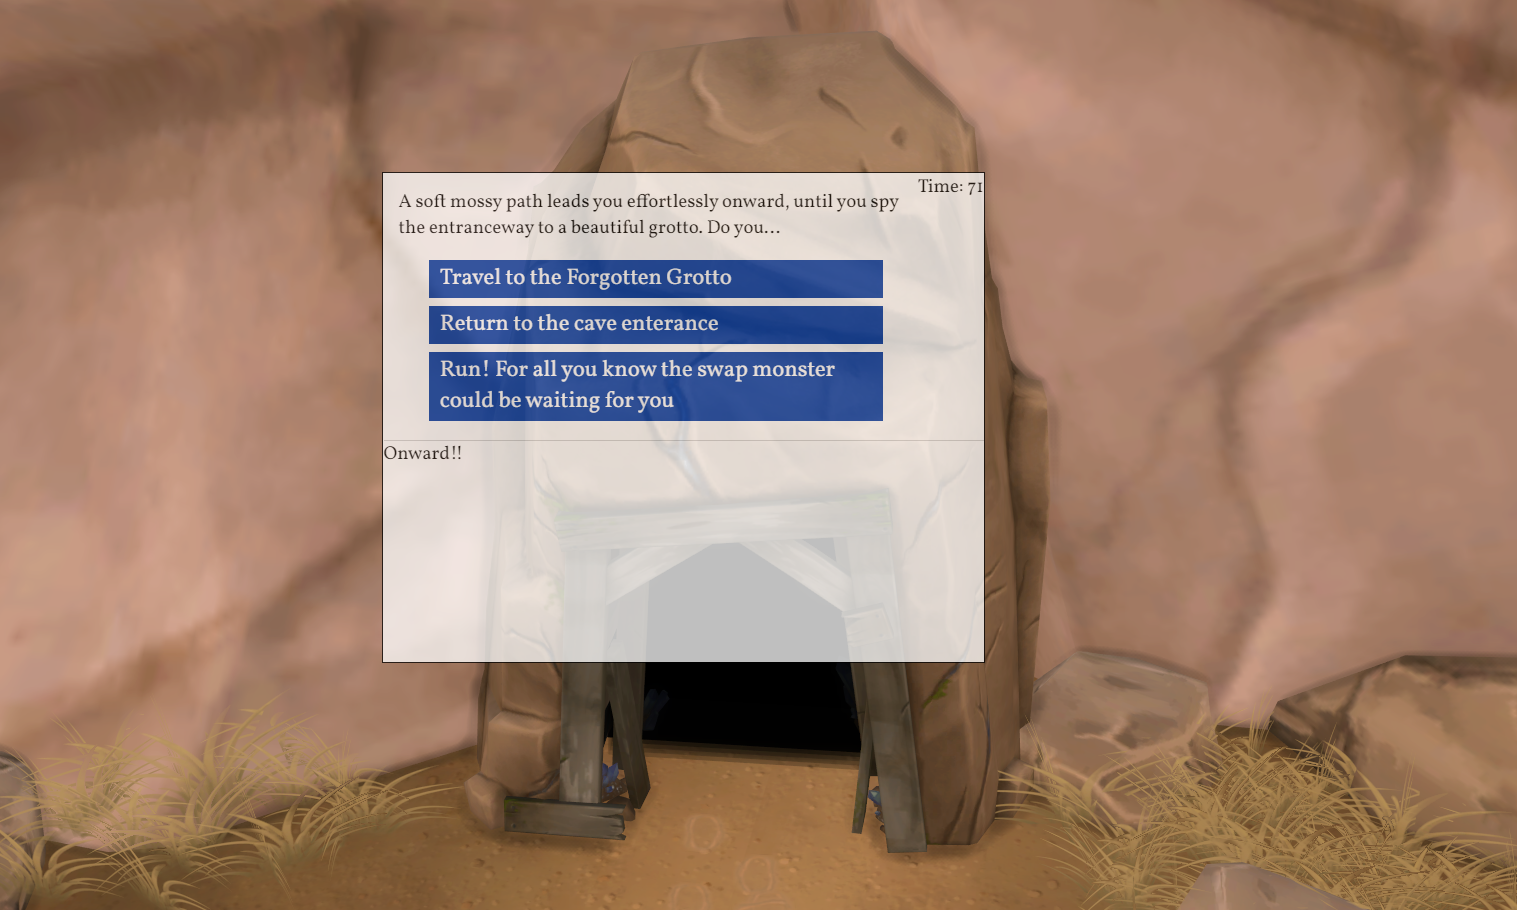 Time: 71
A soft mossy path leads you effortlessly onward, until you spy
the entranceway to a beautiful grotto. Do you...
Travel to the Forgotten Grotto
Return to the cave enterance
Run! For all you know the swap monster
could be waiting for you
Onward!!